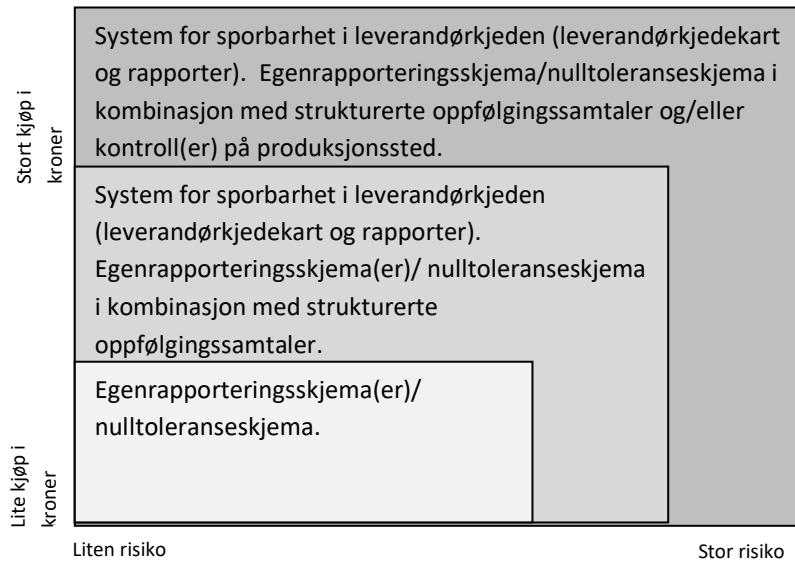 System for sporbarhet i leverandørkjeden (leverandørkjedekart
og rapporter).  Egenrapporteringsskjema/nulltoleranseskjema i
kombinasjon med strukturerte oppfølgingssamtaler og/eller
kontroll(er) på produksjonssted.
Stort kjøp i
kroner
System for sporbarhet i leverandørkjeden
(leverandørkjedekart og rapporter).
Egenrapporteringsskjema(er)/ nulltoleranseskjema
i kombinasjon med strukturerte
oppfølgingssamtaler.
Egenrapporteringsskjema(er)/
nulltoleranseskjema.
Lite kjøp i
kroner
Liten risiko
Stor risiko